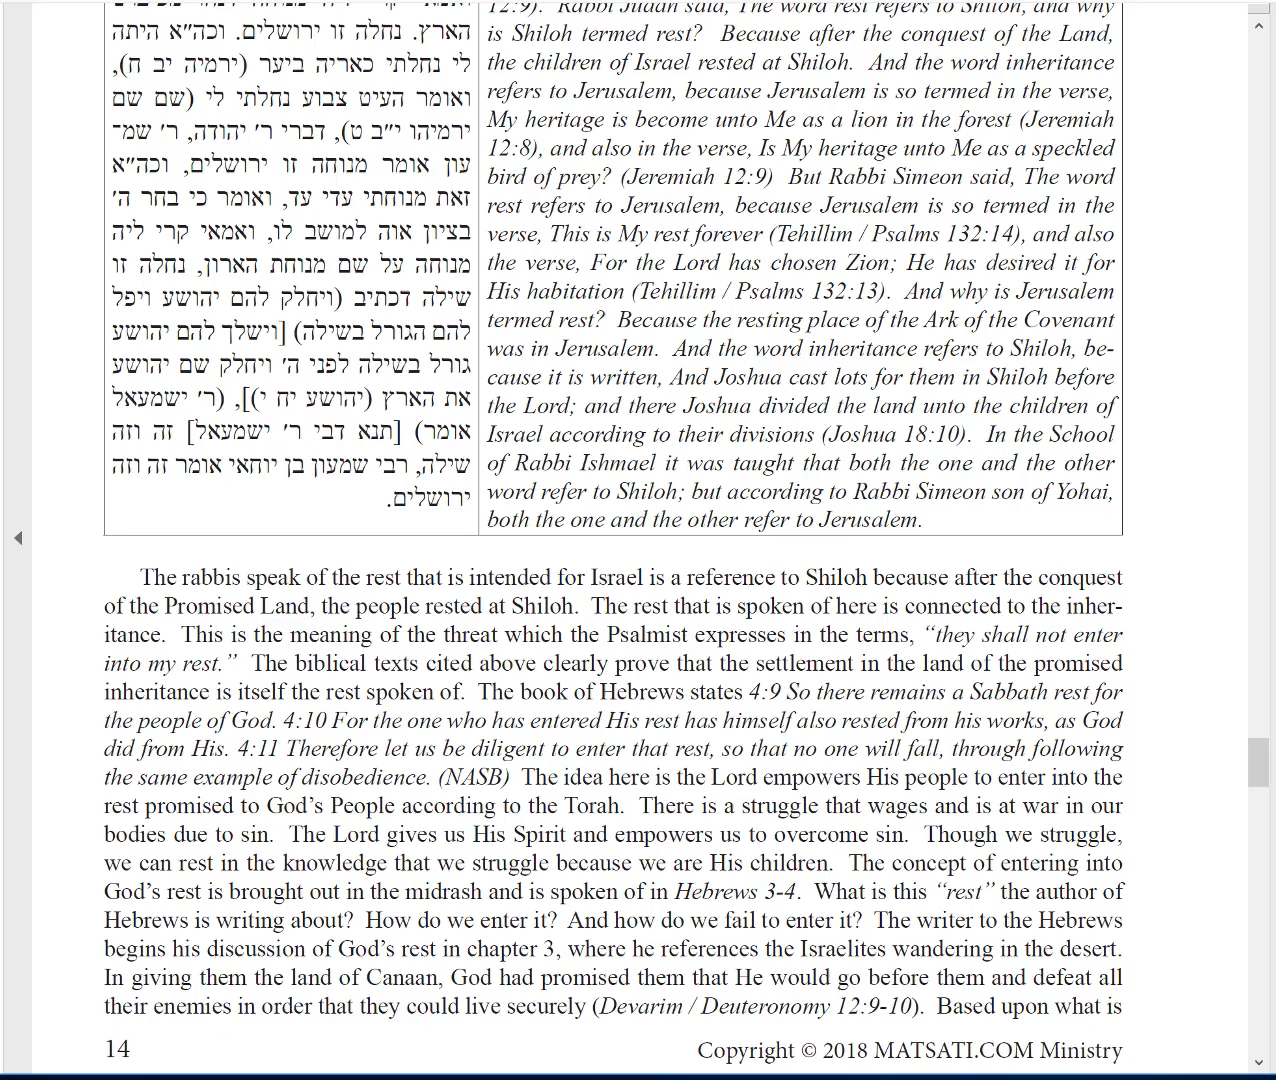 הארץ. נחלה זו ירושלים. וכה"א היתה
לי נחלתי כאריה ביער (ירמיה יב ח),
ואומר העיט צבוע נחלתי לי (שם שם
ירמיהו י"ב ט), דברי ר' יהודה, ר' שמ-
עון אומר מנוחה זו ירושלים, וכה"א
זאת מנוחתי עדי עד, ואומר כי בחר ה'
בציון אוה למושב לו, ואמאי קרי ליה
מנוחה על שם מנוחת הארון, נחלה זו
שילה דכתיב (ויחלק להם יהושע ויפל
להם הגורל בשילה) [וישלך להם יהושע
גורל בשילה לפני ה' ויחלק שם יהושע
את הארץ (יהושע יח י)], (ר' ישמעאל
אומר) [תנא דבי ר' ישמעאל] זה וזה
שילה, רבי שמעון בן יוחאי אומר זה וזה
ירושלים.
12:9). Rabbi Judah said, The word rest refers to Shiloh, and why
is Shiloh termed rest? Because after the conquest of the Land,
the children of Israel rested at Shiloh. And the word inheritance
refers to Jerusalem, because Jerusalem is so termed in the verse,
My heritage is become unto Me as a lion in the forest (Jeremiah
12:8), and also in the verse, Is My heritage unto Me as a speckled
bird of prey? (Jeremiah 12:9) But Rabbi Simeon said, The word
rest refers to Jerusalem, because Jerusalem is so termed in the
verse, This is My rest forever (Tehillim / Psalms 132:14), and also
the verse, For the Lord has chosen Zion; He has desired it for
His habitation (Tehillim / Psalms 132:13). And why is Jerusalem
termed rest? Because the resting place of the Ark of the Covenant
was in Jerusalem. And the word inheritance refers to Shiloh, be-
cause it is written, And Joshua cast lots for them in Shiloh before
the Lord; and there Joshua divided the land unto the children of
Israel according to their divisions (Joshua 18:10). In the School
of Rabbi Ishmael it was taught that both the one and the other
word refer to Shiloh; but according to Rabbi Simeon son of Yohai,
both the one and the other refer to Jerusalem.
The rabbis speak of the rest that is intended for Israel is a reference to Shiloh because after the conquest
of the Promised Land, the people rested at Shiloh. The rest that is spoken of here is connected to the inher-
itance. This is the meaning of the threat which the Psalmist expresses in the terms, “they shall not enter
into my rest.” The biblical texts cited above clearly prove that the settlement in the land of the promised
inheritance is itself the rest spoken of. The book of Hebrews states 4:9 So there remains a Sabbath rest for
the people of God. 4:10 For the one who has entered His rest has himself also rested from his works, as God
did from His. 4:11 Therefore let us be diligent to enter that rest, so that no one will fall, through following
the same example of disobedience. (NASB) The idea here is the Lord empowers His people to enter into the
rest promised to God’s People according to the Torah. There is a struggle that wages and is at war in our
bodies due to sin. The Lord gives us His Spirit and empowers us to overcome sin. Though we struggle,
we can rest in the knowledge that we struggle because we are His children. The concept of entering into
God’s rest is brought out in the midrash and is spoken of in Hebrews 3-4. What is this “rest” the author of
Hebrews is writing about? How do we enter it? And how do we fail to enter it? The writer to the Hebrews
begins his discussion of God’s rest in chapter 3, where he references the Israelites wandering in the desert.
In giving them the land of Canaan, God had promised them that He would go before them and defeat all
their enemies in order that they could live securely (Devarim / Deuteronomy 12:9-10). Based upon what is
14
Copyright © 2018 MATSATI.COM Ministry